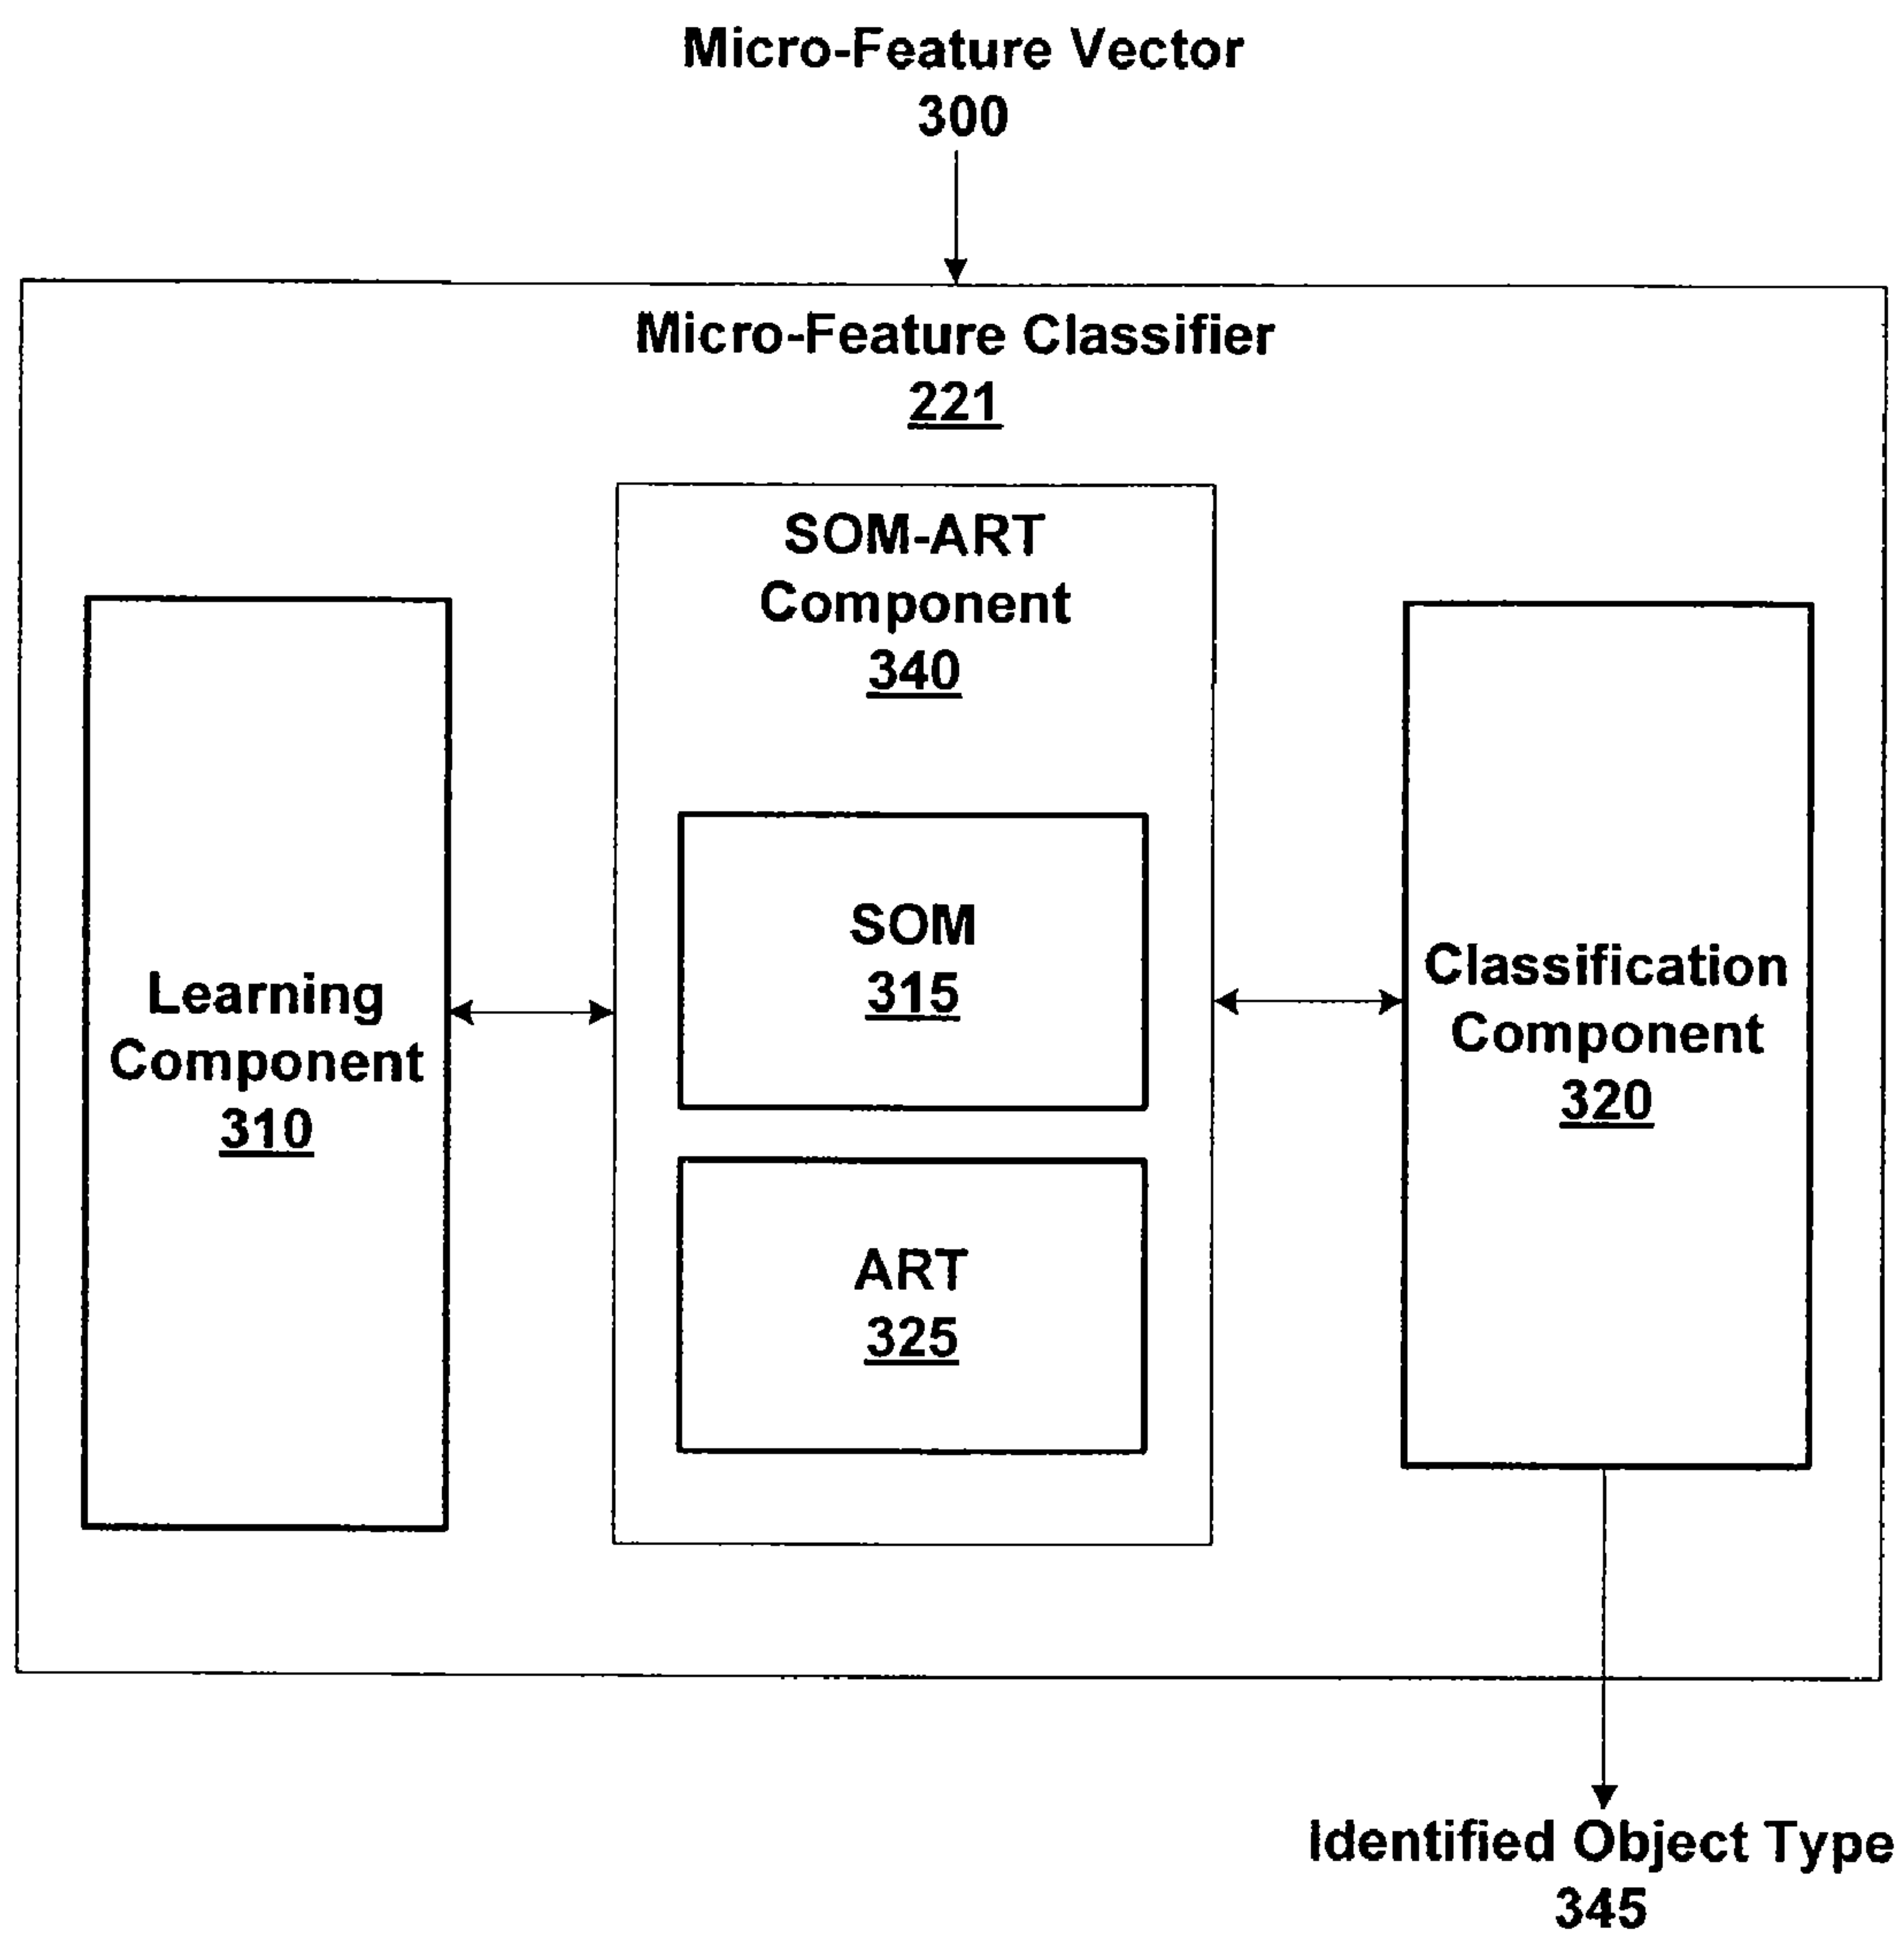 Micro-Feature Vector
300
Micro-Feature Classifier
221
SOM-ART
Component
340
Learning
Component
310
SOM
315
ART
325
Classification
Component
320
Identified Object Type
345